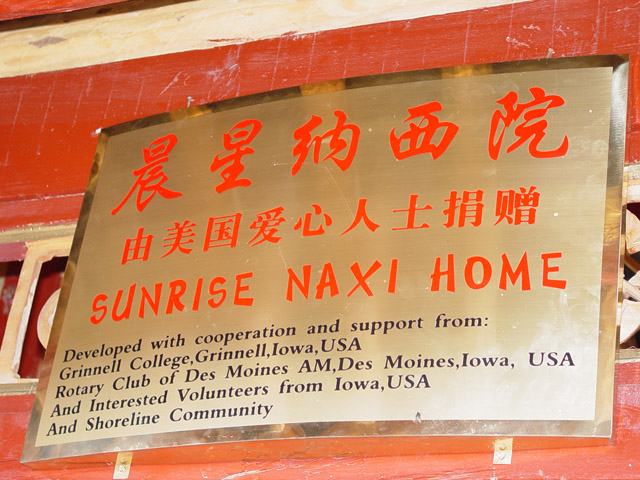 晨星纳西院
由美国爱心人士捐赠
SUNRISE NAXI HOME
Developed with cooperation and support from:
Grinnell College,Grinnell,Iowa,USA
Rotary Club of Des Moines AM,Des Moines,Iowa, USA
And Interested Volunteers from Iowa,USA
And Shoreline Community